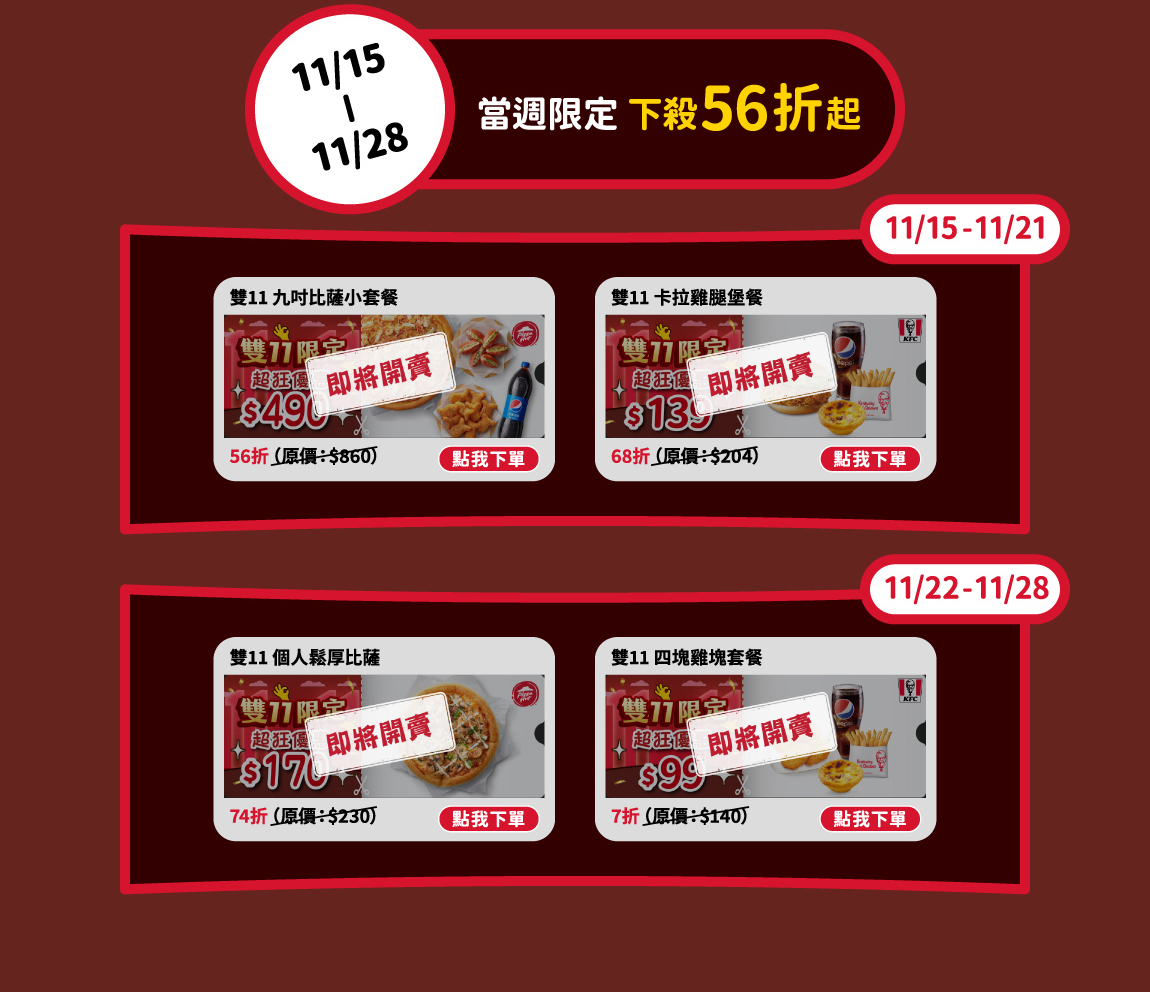 11/15
-
11/28
當週限定 下殺56折起
11/15-11/21
雙11 九吋比薩小套餐
雙11限定
超狂優
$490
即將開賣
Pizza
Hut
pepsi
56折 (原價:$860)
點我下單
雙11 卡拉雞腿堡餐
雙11限定
超狂優
$139
即將開賣
KFC
68折 (原價:$204)
點我下單
11/22-11/28
雙11 個人鬆厚比薩
雙11限定
超狂優
$170
即將開賣
Pizza
Hut
74折 (原價:$230)
點我下單
雙11 四塊雞塊套餐
雙11限定
超狂優
$99
即將開賣
KFC
7折 (原價:$140)
點我下單